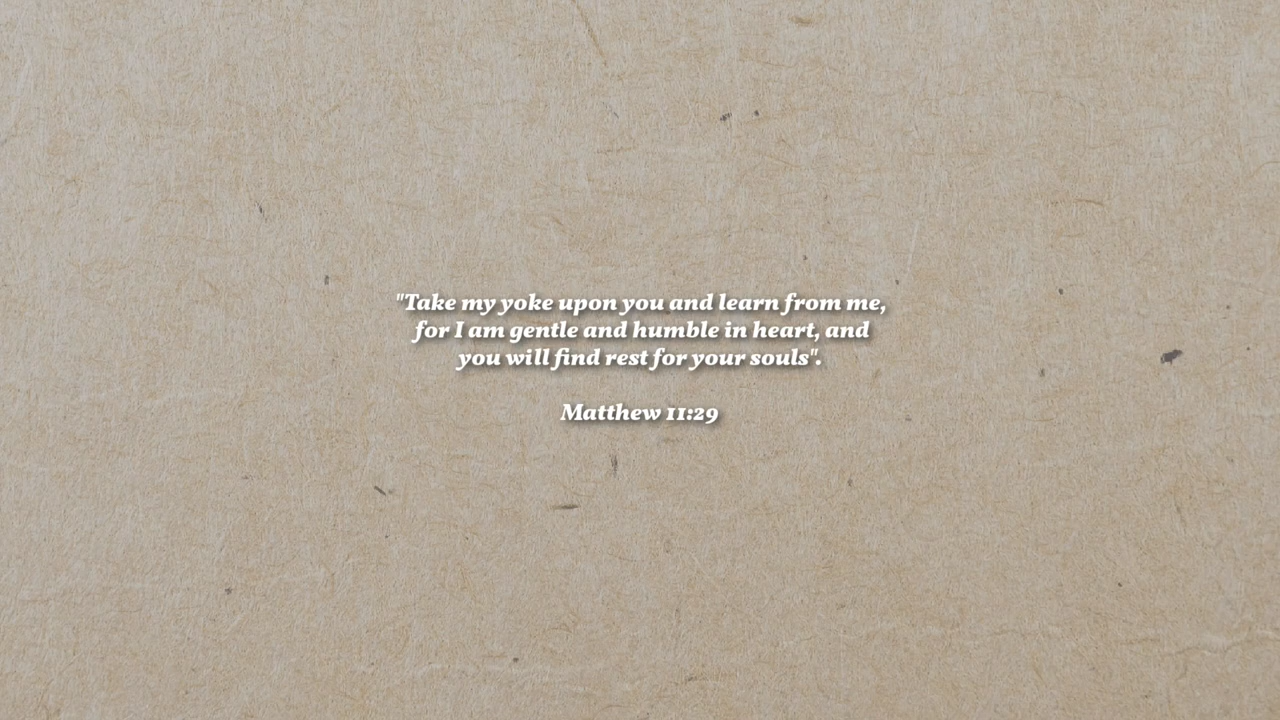 "Take my yoke upon you and learn from me,
for I am gentle and humble in heart, and
you will find rest for your souls".
Matthew 11:29